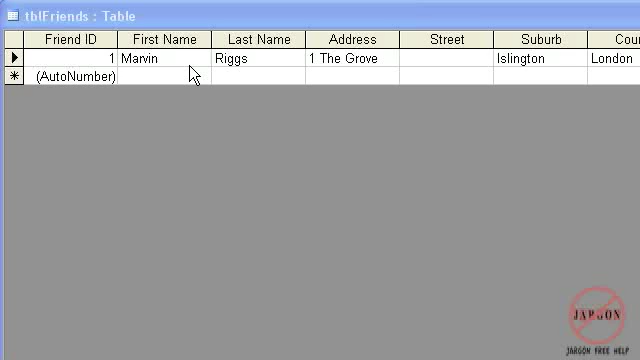 tblFriends : Table
Friend ID First Name Last Name Address Street Suburb Cou
1 Marvin Riggs 1 The Grove Islington London
* (AutoNumber)
JARGON
JARGON FREE HELP